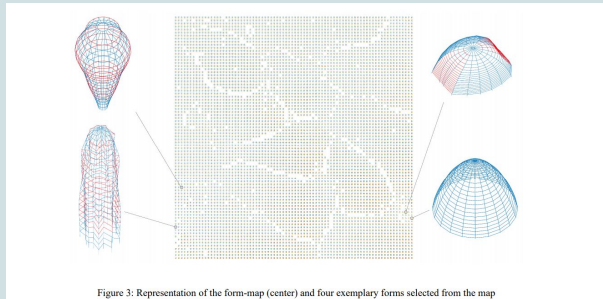 Figure 3: Representation of the form-map (center) and four exemplary forms selected from the map